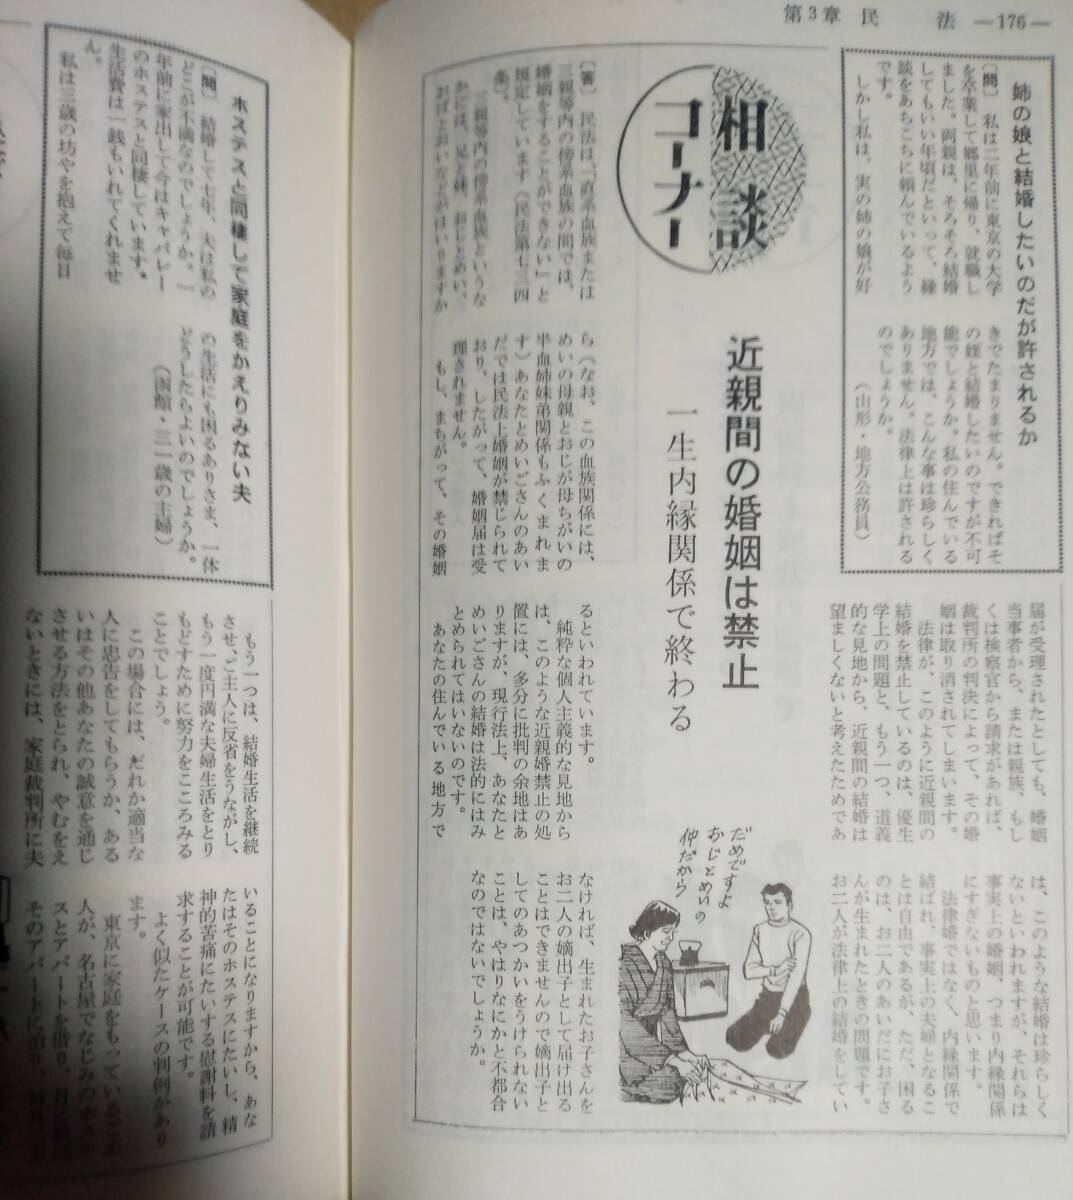 第3章 民 法 ―176―
姉の娘と結婚したいのだが許されるか
〔問〕 私は二年前に東京の大学
を卒業して郷里に帰り、就職し
ました。両親は、そろそろ結婚
してもいい年頃だといって、縁
談をあちこちに頼んでいるよう
です。
しかし私は、実の姉の娘が好
きでたまりません。できればそ
の姪と結婚したいのですが不可
能でしょうか。私の住んでいる
地方では、こんな事は珍らしく
ありません。法律上は許される
のでしょうか。
(山形・地方公務員)
相談
コーナー
近親間の婚姻は禁止
一生内縁関係で終わる
〔答〕 民法は、「直系血族または
三親等内の傍系血族の間では、
婚姻をすることができない」と
規定しています(民法第七三四
条)。
三親等内の傍系血族というな
かには、兄と妹、おじとめい、
おばとおいなどがはいりますか
ら(なお、この血族関係には、
めいの母親とおじが母ちがいの
半血姉妹弟関係もふくまれま
す)あなたとめいごさんのあい
だでは民法上婚姻が禁じられて
おり、したがって、婚姻届は受
理されません。
もし、まちがって、その婚姻
届が受理されたとしても、婚姻
当事者から、または親族、もし
くは検察官から請求があれば、
裁判所の判決によって、その婚
姻は取り消されてしまいます。
法律が、このように近親間の
結婚を禁止しているのは、優生
学上の問題と、もう一つ、道義
的な見地から、近親間の結婚は
望ましくないと考えたためであ
るといわれています。
純粋な個人主義的な見地から
は、このような近親婚禁止の処
置には、多分に批判の余地はあ
りますが、現行法上、あなたと
めいごさんの結婚は法的にはみ
とめられてはいないのです。
あなたの住んでいる地方で
は、このような結婚は珍らしく
ないといわれますが、それらは
事実上の婚姻、つまり内縁関係
にすぎないものと思います。
法律婚ではなく、内縁関係で
結ばれ、事実上の夫婦となるこ
とは自由であるが、ただ、困る
のは、お二人のあいだにお子さ
んが生まれたときの問題です。
お二人が法律上の結婚をしてい
なければ、生まれたお子さんを
お二人の嫡出子として届け出る
ことはできませんので嫡出子と
してのあつかいをうけられない
ことは、やはりなにかと不都合
なのではないでしょうか。
だめですよ
おじとめいの
仲だから
ホステスと同棲して家庭をかえりみない夫
〔問〕 結婚して七年、夫は私の
どこが不満なのでしょうか。一
年前に家出して今はキャバレー
のホステスと同棲しています。
生活費は一銭もいれてくれませ
ん。
私は三歳の坊やを抱えて毎日
の生活にも困るありさま、一体
どうしたらよいのでしょうか。
(函館・三一歳の主婦)
もう一つは、結婚生活を継続
させ、ご主人に反省をうながし、
もう一度円満な夫婦生活をとり
もどすために努力をこころみる
ことでしょう。
この場合には、だれか適当な
人に忠告をしてもらうか、ある
いはその他あなたの誠意を通じ
させる方法をとられ、やむをえ
ないときには、家庭裁判所に夫
いることになりますから、あな
たはそのホステスにたいし、精
神的苦痛にたいする慰謝料を請
求することが可能です。
よく似たケースの判例があり
ます。
東京に家庭をもっている
人が、名古屋でなじみのホステ
スとアパートを借り、月
そのアパートに泊り、